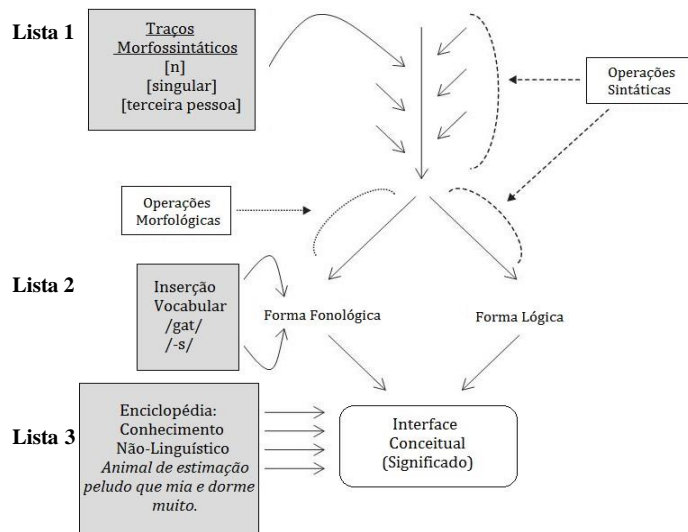 Lista 1
Traços
Morfossintáticos
[n]
[singular]
[terceira pessoa]
Operações
Sintáticas
Operações
Morfológicas
Lista 2
Inserção
Vocabular
/gat/
/-s/
Forma Fonológica
Forma Lógica
Lista 3
Enciclopédia:
Conhecimento
Não-Linguístico
Animal de estimação
peludo que mia e dorme
muito.
Interface
Conceitual
(Significado)